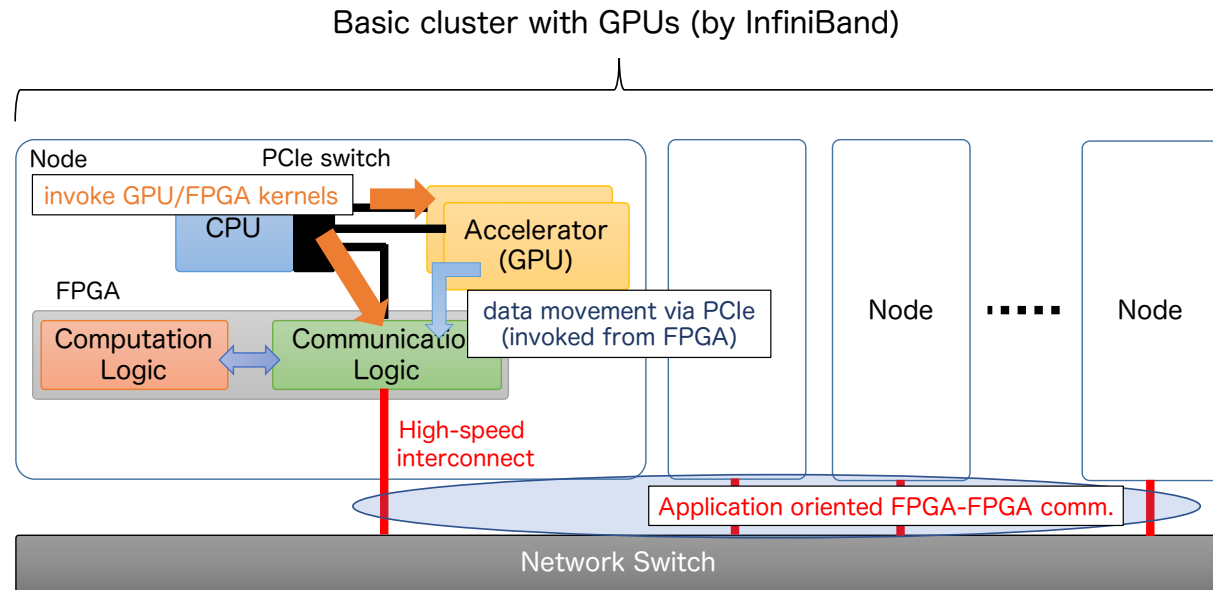 Basic cluster with GPUs (by InfiniBand)
Node
PCIe switch
invoke GPU/FPGA kernels
CPU
Accelerator
(GPU)
FPGA
data movement via PCIe
(invoked from FPGA)
Computation
Logic
Communication
Logic
High-speed
interconnect
Node
Node
Application oriented FPGA-FPGA comm.
Network Switch